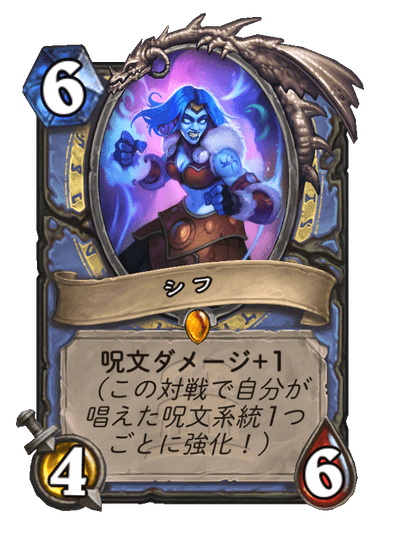 6
シフ
呪文ダメージ+1
(この対戦で自分が
唱えた呪文系統1つ
ごとに強化!)
4
6